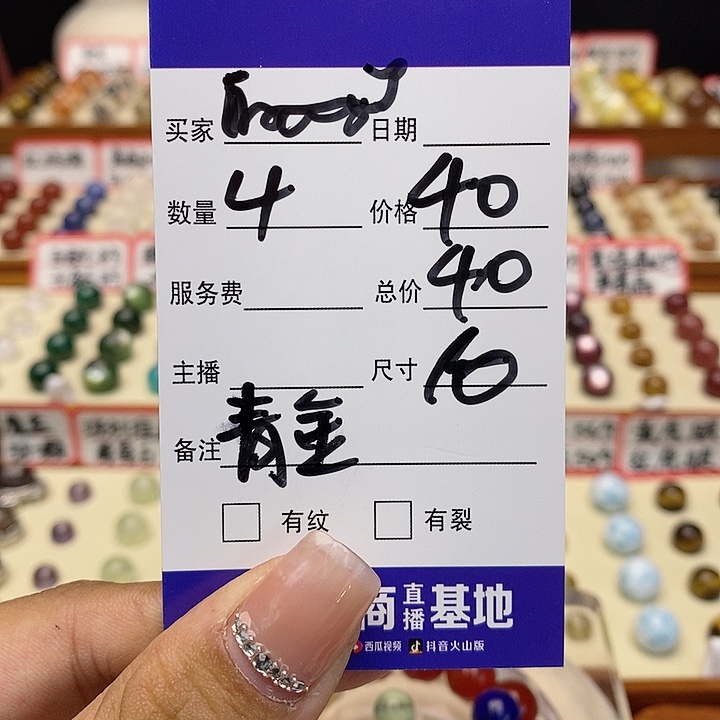 买家 日期
数量 4 价格 40
服务费 总价 40
主播 尺寸 10
备注 青金
有纹 有裂
商直播基地
西瓜视频 抖音火山版